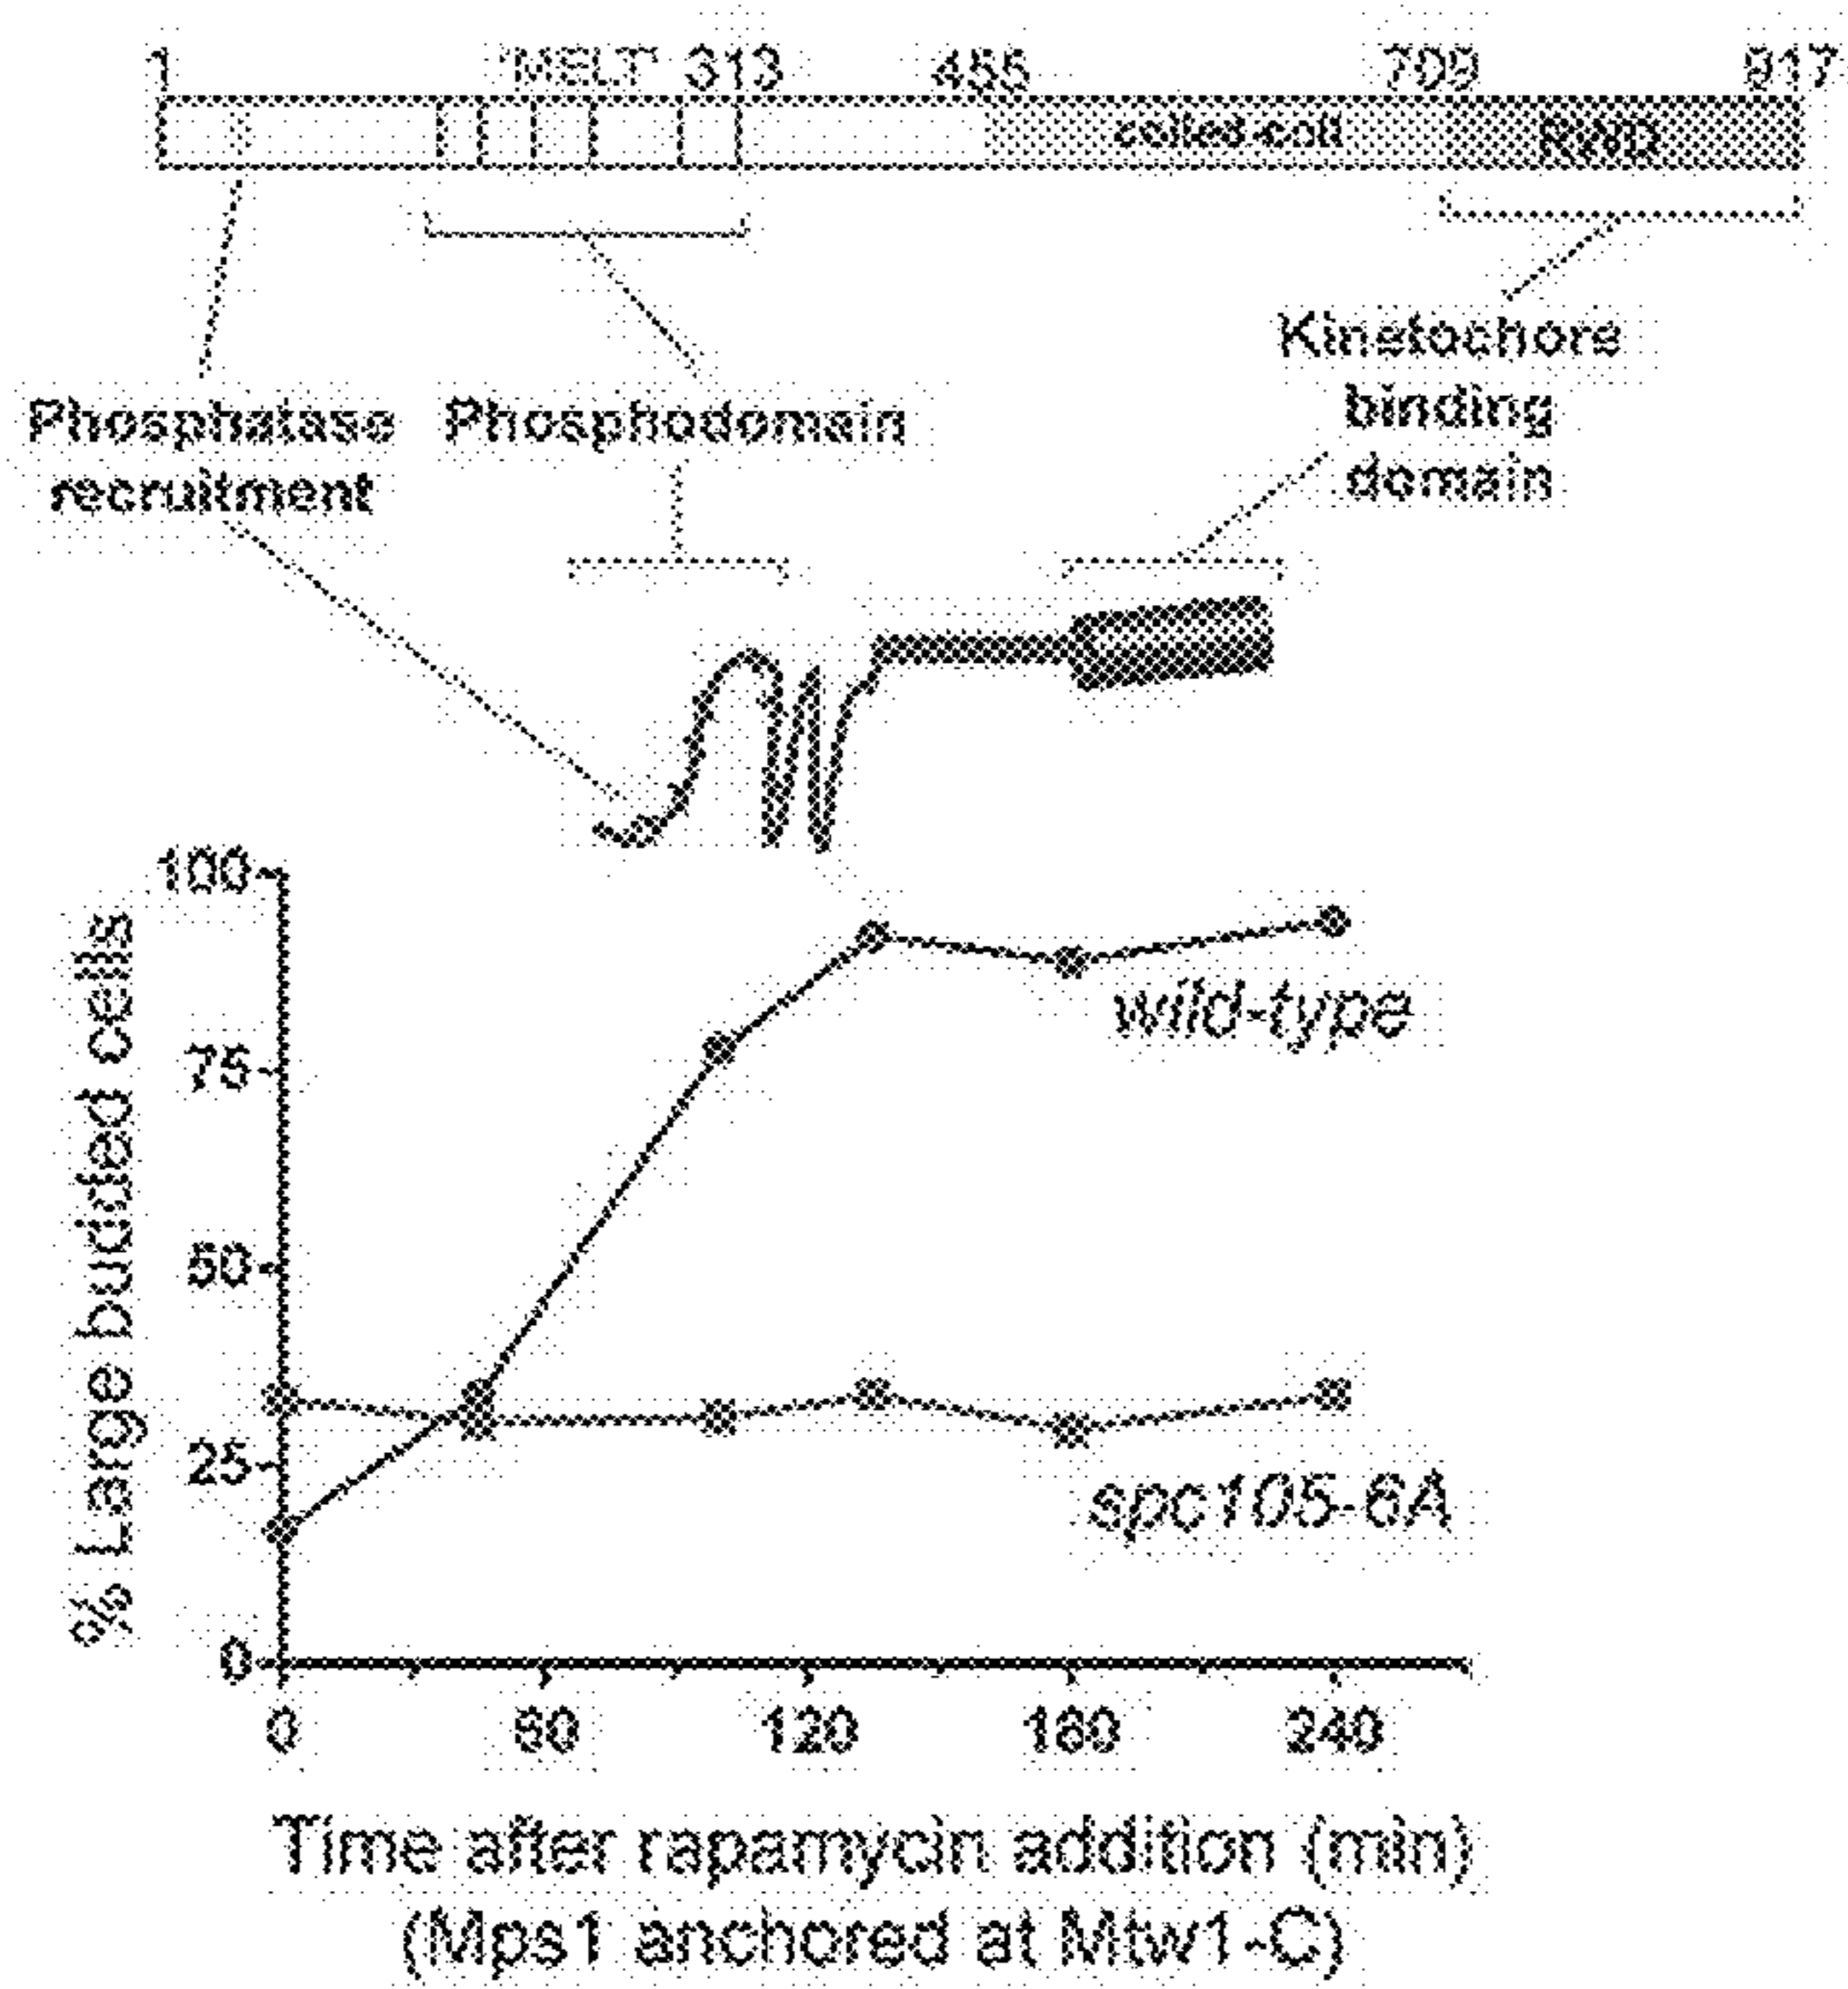 1 'MELT' 313 455 709 917
coiled-coil RWD
Kinetochore
binding
domain
Phosphatase
recruitment
Phosphodomain
100
75
50
25
0
% Large budded cells
wild-type
spc105-6A
0 60 120 180 240
Time after rapamycin addition (min)
(Mps1 anchored at Mtw1-C)